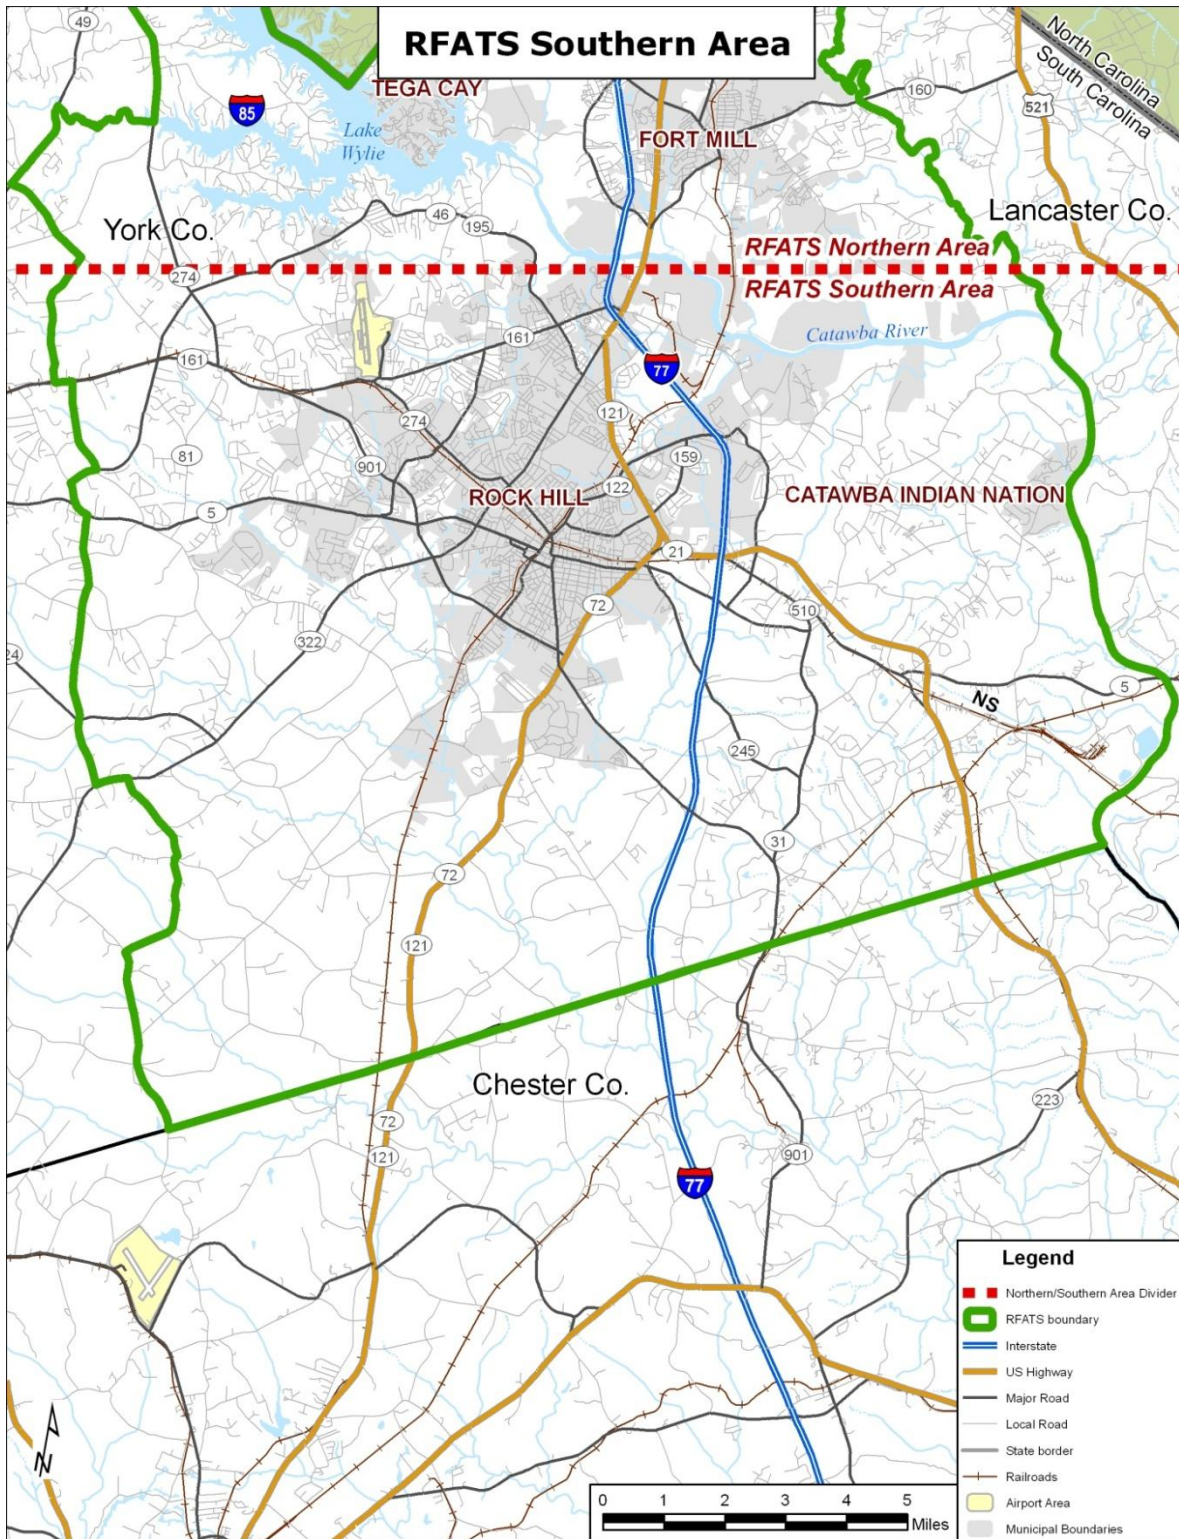 RFATS Southern Area
49
85
TEGA CAY
Lake
Wylie
FORT MILL
160
521
North Carolina
South Carolina
York Co.
46
195
Lancaster Co.
RFATS Northern Area
274
RFATS Southern Area
Catawba River
161
161
77
274
121
81
901
159
122
ROCK HILL
CATAWBA INDIAN NATION
5
21
72
510
322
24
5
NS
245
31
72
121
Chester Co.
72
121
223
901
77
N
Legend
Northern/Southern Area Divider
RFATS boundary
Interstate
US Highway
Major Road
Local Road
State border
Railroads
Airport Area
Municipal Boundaries
0 1 2 3 4 5
Miles